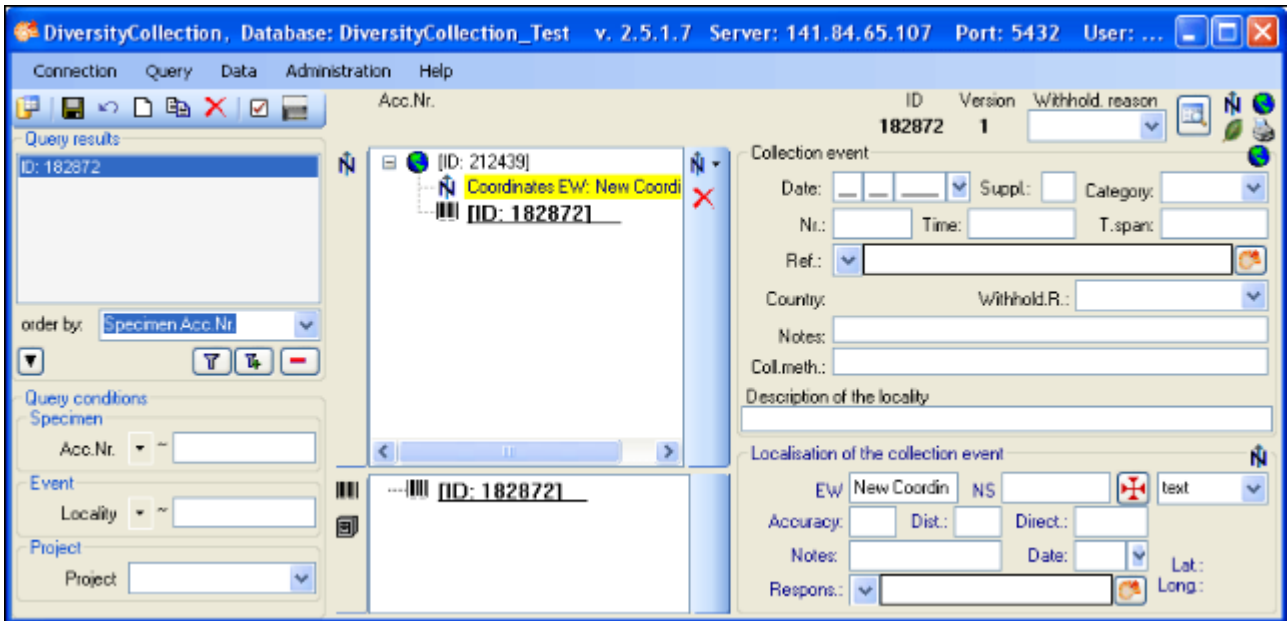 DiversityCollection, Database: DiversityCollection_Test v. 2.5.1.7 Server: 141.84.65.107 Port: 5432 User: ...
Connection Query Data Administration Help
Acc.Nr.
ID Version Withhold. reason
182872 1
Query results
ID: 182872
order by: Specimen Acc.Nr.
Query conditions
Specimen
Acc.Nr. ~
Event
Locality ~
Project
Project
[ID: 212439]
Coordinates EW: New Coordi
[ID: 182872]
[ID: 182872]
Collection event
Date: __ __ ____ Suppl.: Category:
Nr.: Time: T.span:
Ref.:
Country: Withhold.R.:
Notes:
Coll.meth.:
Description of the locality
Localisation of the collection event
EW New Coordin NS text
Accuracy: Dist.: Direct.:
Notes: Date: Lat.:
Respons.: Long.: